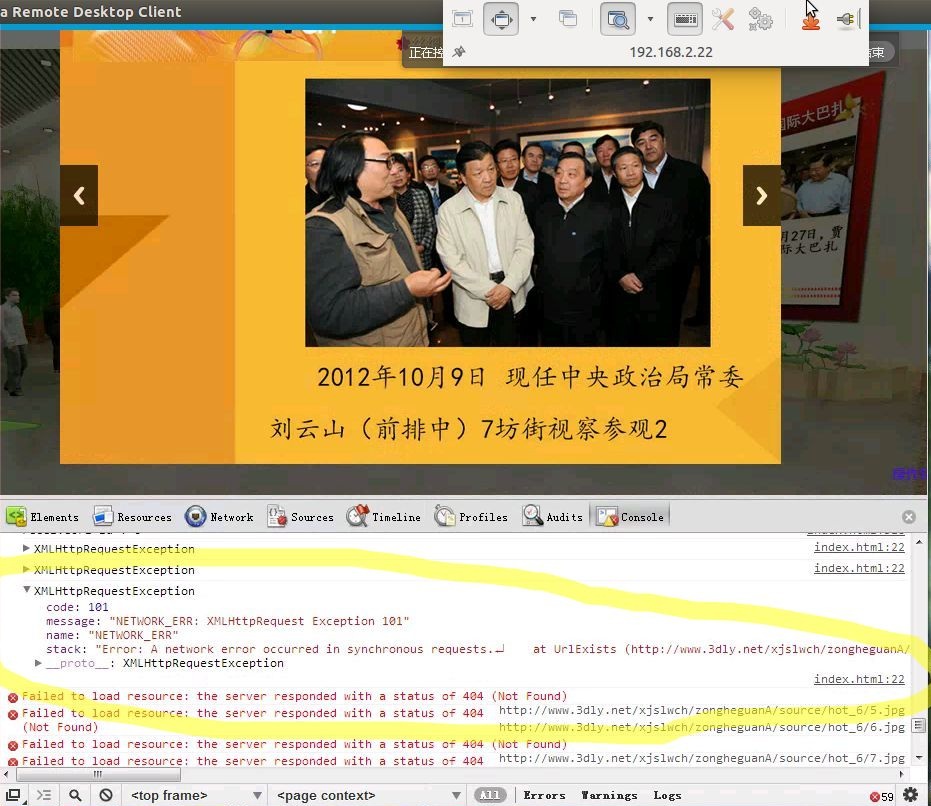 a Remote Desktop Client
正在控
192.168.2.22
束
国际大巴扎
月27日，贾
大巴扎
2012年10月9日 现任中央政治局常委
刘云山（前排中）7坊街视察参观2
Elements Resources Network Sources Timeline Profiles Audits Console
XMLHttpRequestException index.html:22
XMLHttpRequestException index.html:22
XMLHttpRequestException
code: 101
message: "NETWORK_ERR: XMLHttpRequest Exception 101"
name: "NETWORK_ERR"
stack: "Error: A network error occurred in synchronous requests.↵ at UrlExists (http://www.3dly.net/xjslwch/zongheguanA/
__proto__: XMLHttpRequestException
index.html:22
Failed to load resource: the server responded with a status of 404 (Not Found)
http://www.3dly.net/xjslwch/zongheguanA/source/hot_6/5.jpg
Failed to load resource: the server responded with a status of 404
(Not Found) http://www.3dly.net/xjslwch/zongheguanA/source/hot_6/6.jpg
Failed to load resource: the server responded with a status of 404 (Not Found)
http://www.3dly.net/xjslwch/zongheguanA/source/hot_6/7.jpg
Failed to load resource: the server responded with a status of 404
<top frame> <page context> All Errors Warnings Logs 59